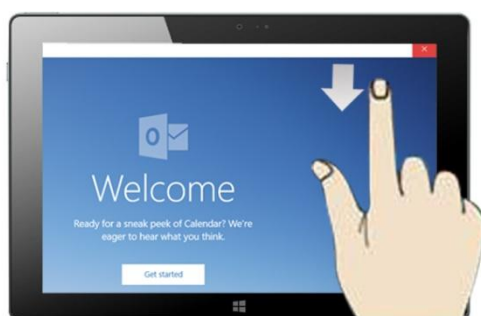 Welcome
Ready for a sneak peek of Calendar? We're
eager to hear what you think.
Get started